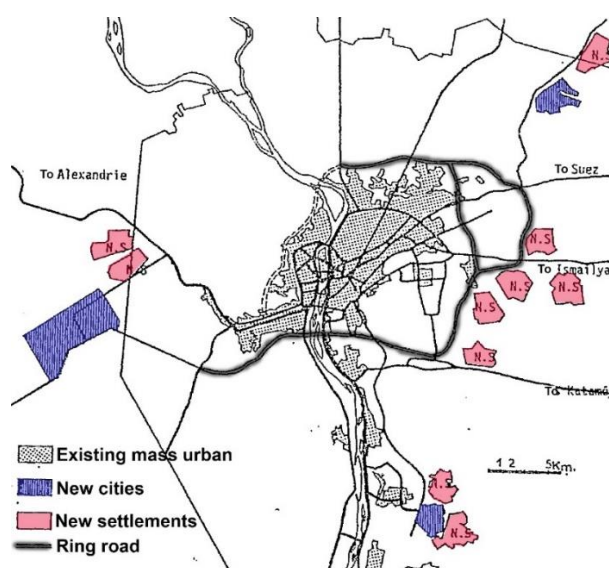 N.S
To Suez
To Alexandrie
N.S
N.S
N
To Ismailya
N.S
N.S
N.S
N.S
Existing mass urban
New cities
New settlements
Ring road
1 2 5Km.
N.S
N.S